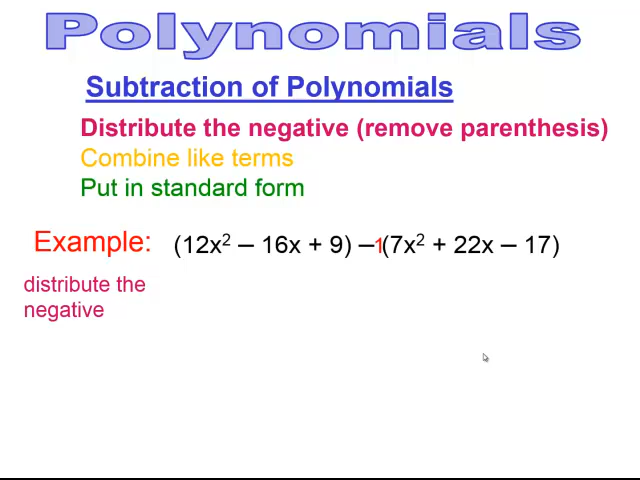 Polynomials
Subtraction of Polynomials
Distribute the negative (remove parenthesis)
Combine like terms
Put in standard form
Example: (12x² – 16x + 9) –1(7x² + 22x – 17)
distribute the
negative